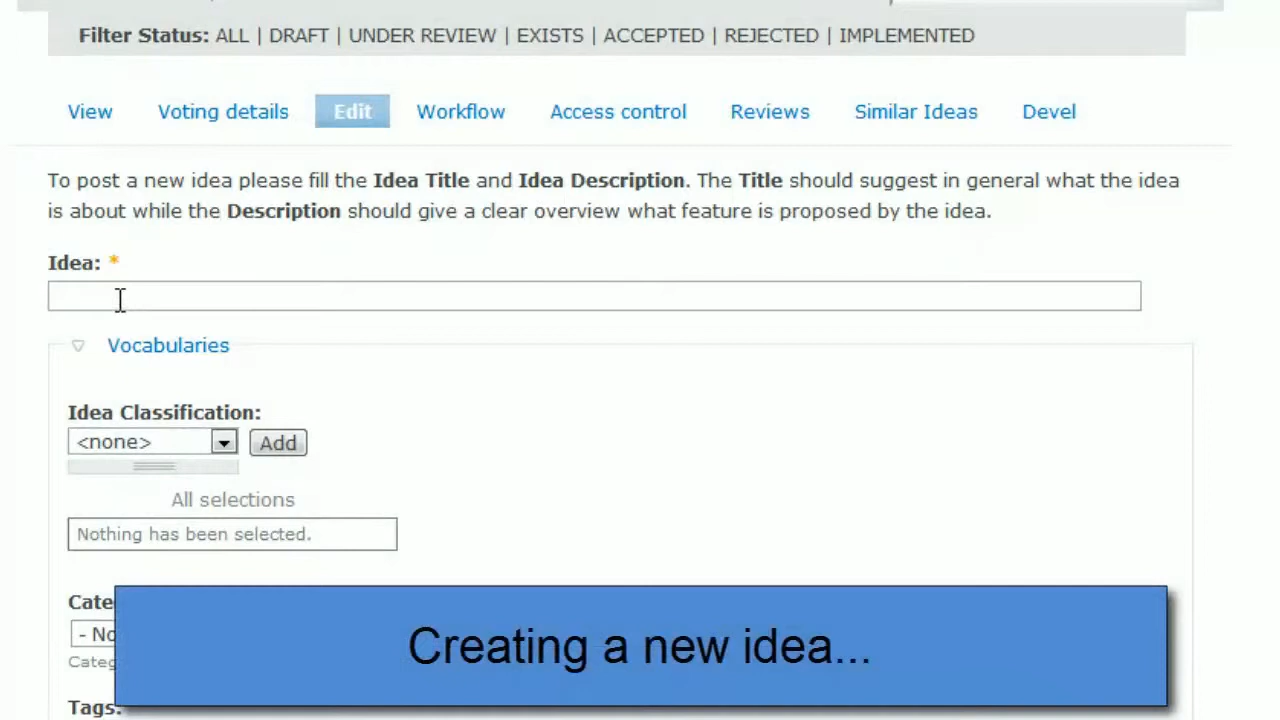 Filter Status: ALL | DRAFT | UNDER REVIEW | EXISTS | ACCEPTED | REJECTED | IMPLEMENTED
View Voting details Edit Workflow Access control Reviews Similar Ideas Devel
To post a new idea please fill the Idea Title and Idea Description. The Title should suggest in general what the idea
is about while the Description should give a clear overview what feature is proposed by the idea.
Idea: *
Vocabularies
Idea Classification:
<none> Add
All selections
Nothing has been selected.
Creating a new idea...
Tags: